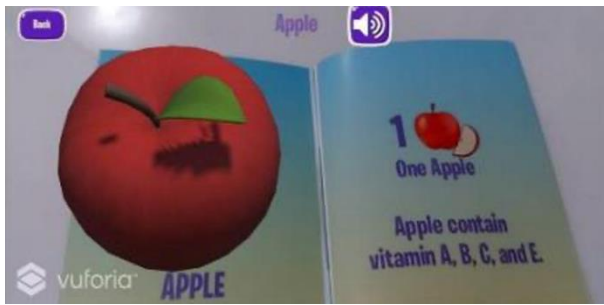 Back
Apple
1
One Apple
Apple contain
vitamin A, B, C, and E.
APPLE
vuforia